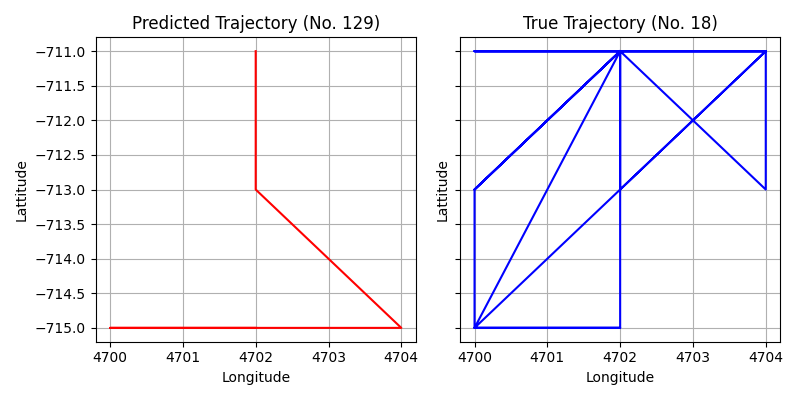 Predicted Trajectory (No. 129)
−711.0
−711.5
−712.0
−712.5
−713.0
−713.5
−714.0
−714.5
−715.0
Lattitude
4700 4701 4702 4703 4704
Longitude
True Trajectory (No. 18)
Lattitude
4700 4701 4702 4703 4704
Longitude